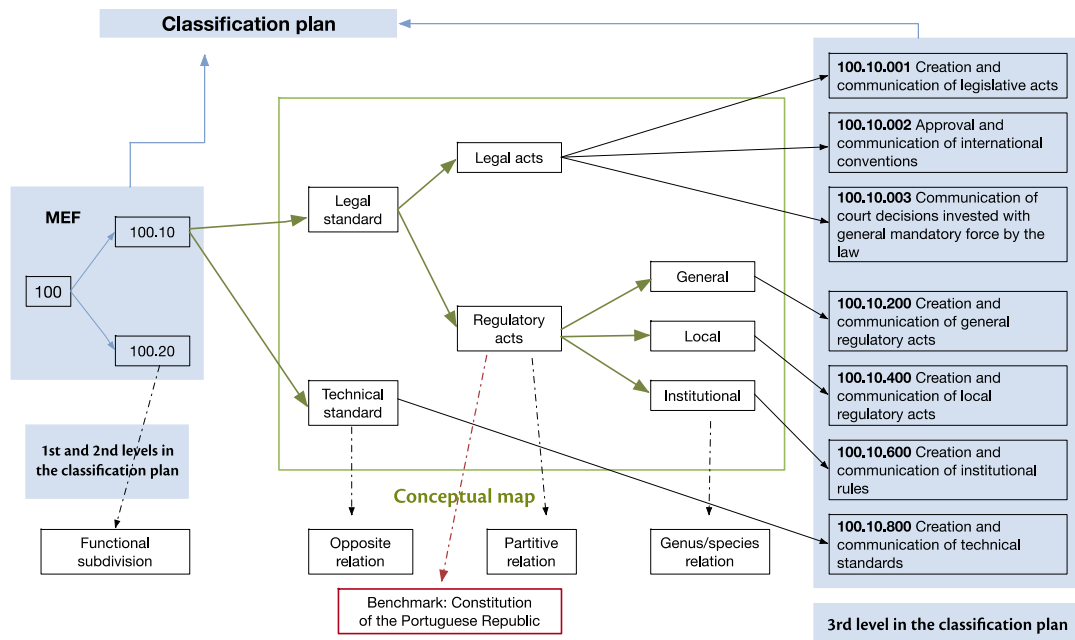 Classification plan
MEF
100
100.10
100.20
1st and 2nd levels in
the classification plan
Functional
subdivision
Legal
standard
Technical
standard
Legal acts
Regulatory
acts
General
Local
Institutional
Conceptual map
Opposite
relation
Partitive
relation
Genus/species
relation
Benchmark: Constitution
of the Portuguese Republic
100.10.001 Creation and
communication of legislative acts
100.10.002 Approval and
communication of international
conventions
100.10.003 Communication of
court decisions invested with
general mandatory force by the
law
100.10.200 Creation and
communication of general
regulatory acts
100.10.400 Creation and
communication of local
regulatory acts
100.10.600 Creation and
communication of institutional
rules
100.10.800 Creation and
communication of technical
standards
3rd level in the classification plan